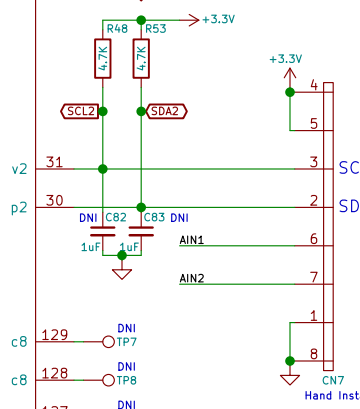 R48 R53 +3.3V
4.7K 4.7K
+3.3V
4
SCL2 SDA2
5
v2 31 3 SC
p2 30 2 SD
DNI C82 C83 DNI
1uF 1uF
AIN1 6
AIN2 7
1
c8 129 DNI
TP7
8
c8 128 DNI
TP8
CN7
Hand Inst
DNI